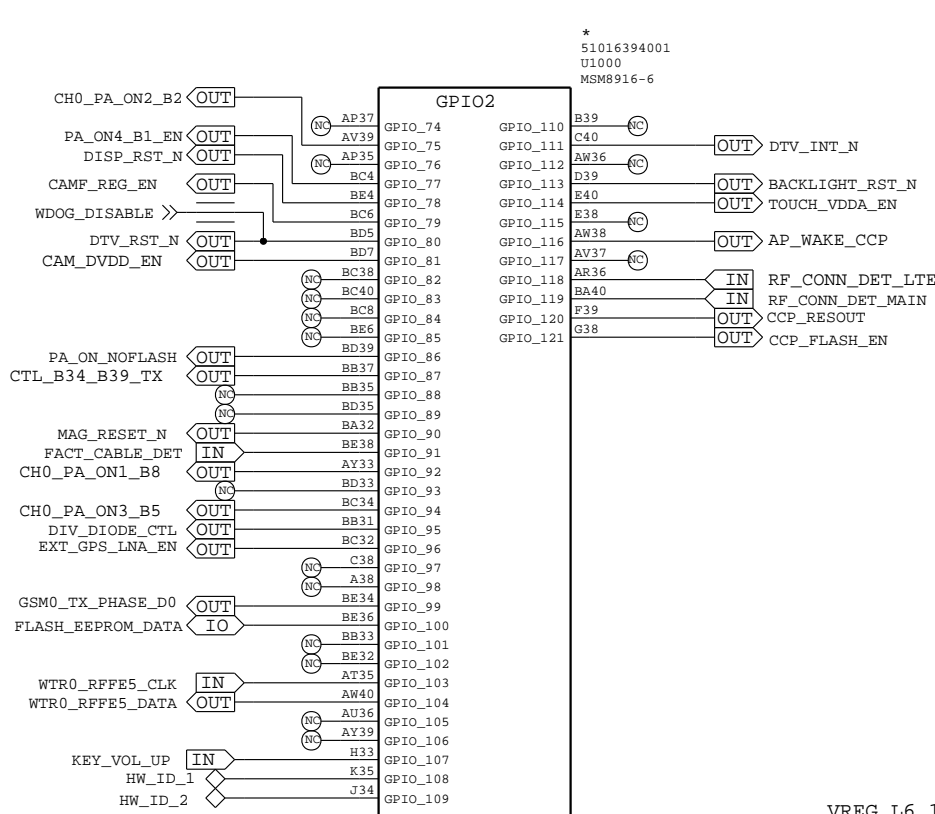 *
51016394001
U1000
MSM8916-6
GPIO2
CH0_PA_ON2_B2 OUT
NC AP37 GPIO_74
AV39 GPIO_75
PA_ON4_B1_EN OUT
NC AP35 GPIO_76
DISP_RST_N OUT
BC4 GPIO_77
CAMF_REG_EN OUT
BE4 GPIO_78
WDOG_DISABLE
BC6 GPIO_79
DTV_RST_N OUT BD5 GPIO_80
CAM_DVDD_EN OUT BD7 GPIO_81
NC BC38 GPIO_82
NC BC40 GPIO_83
NC BC8 GPIO_84
NC BE6 GPIO_85
PA_ON_NOFLASH OUT BD39 GPIO_86
CTL_B34_B39_TX OUT BB37 GPIO_87
NC BB35 GPIO_88
NC BD35 GPIO_89
MAG_RESET_N OUT BA32 GPIO_90
FACT_CABLE_DET IN BE38 GPIO_91
CH0_PA_ON1_B8 OUT AY33 GPIO_92
NC BD33 GPIO_93
CH0_PA_ON3_B5 OUT BC34 GPIO_94
DIV_DIODE_CTL OUT BB31 GPIO_95
EXT_GPS_LNA_EN OUT BC32 GPIO_96
NC C38 GPIO_97
NC A38 GPIO_98
GSM0_TX_PHASE_D0 OUT BE34 GPIO_99
FLASH_EEPROM_DATA IO BE36 GPIO_100
NC BB33 GPIO_101
NC BE32 GPIO_102
WTR0_RFFE5_CLK IN AT35 GPIO_103
WTR0_RFFE5_DATA OUT AW40 GPIO_104
NC AU36 GPIO_105
NC AY39 GPIO_106
KEY_VOL_UP IN H33 GPIO_107
HW_ID_1 K35 GPIO_108
HW_ID_2 J34 GPIO_109
GPIO_110 B39 NC
GPIO_111 C40 OUT DTV_INT_N
GPIO_112 AW36 NC
GPIO_113 D39 OUT BACKLIGHT_RST_N
GPIO_114 E40 OUT TOUCH_VDDA_EN
GPIO_115 E38 NC
GPIO_116 AW38 OUT AP_WAKE_CCP
GPIO_117 AV37 NC
GPIO_118 AR36 IN RF_CONN_DET_LTE
GPIO_119 BA40 IN RF_CONN_DET_MAIN
GPIO_120 F39 OUT CCP_RESOUT
GPIO_121 G38 OUT CCP_FLASH_EN
VREG_L6_1